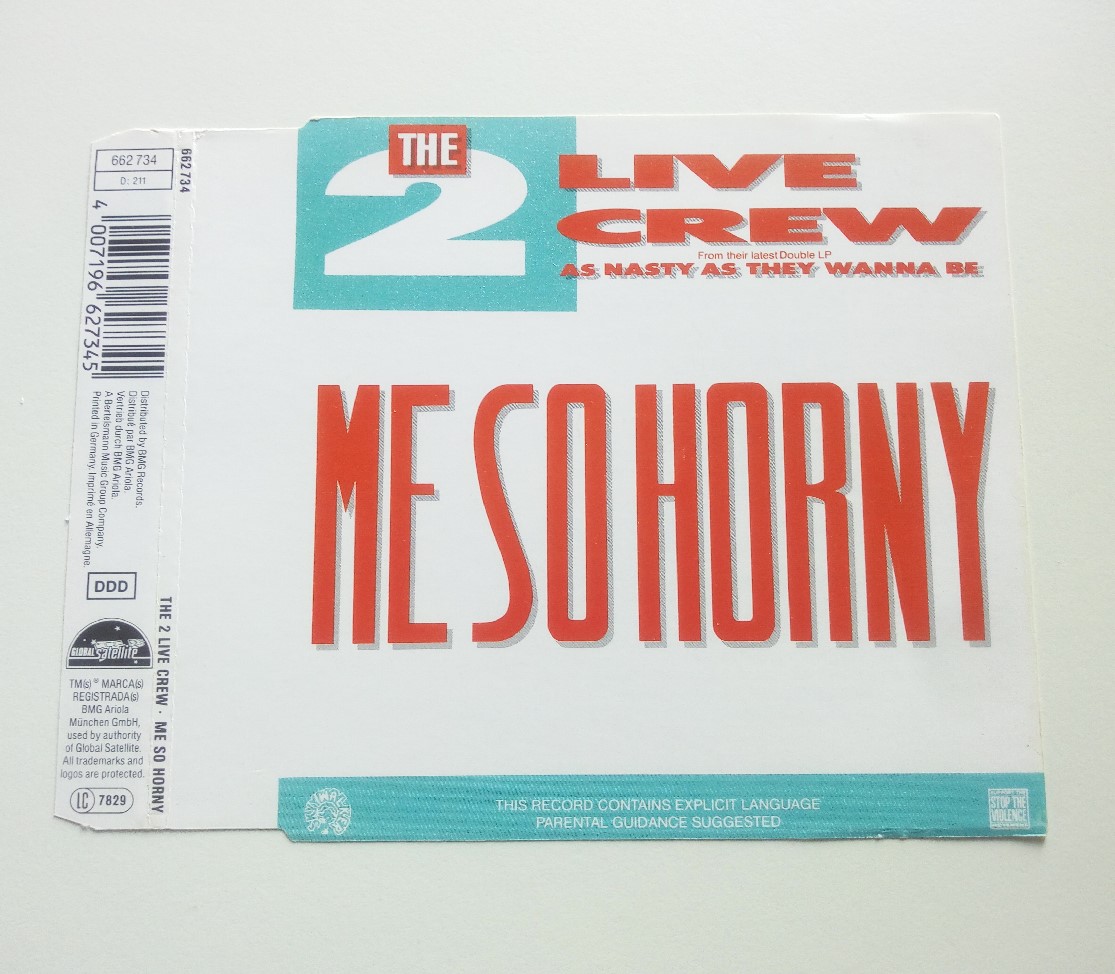 662 734
D: 211
4 007196 627345
Distributed by BMG Records.
Distribué par BMG Ariola.
Vertrieb durch BMG Ariola.
A Bertelsmann Music Group Company.
Printed in Germany. Imprimé en Allemagne.
DDD
GLOBAL satellite
TM(s) ® MARCA(s)
REGISTRADA(s)
BMG Ariola
München GmbH,
used by authority
of Global Satellite.
All trademarks and
logos are protected.
LC 7829
662 734
THE 2 LIVE CREW · ME SO HORNY
THE
2
LIVE
CREW
From their latest Double LP
AS NASTY AS THEY WANNA BE
ME SO HORNY
THIS RECORD CONTAINS EXPLICIT LANGUAGE
PARENTAL GUIDANCE SUGGESTED
STOP THE
VIOLENCE